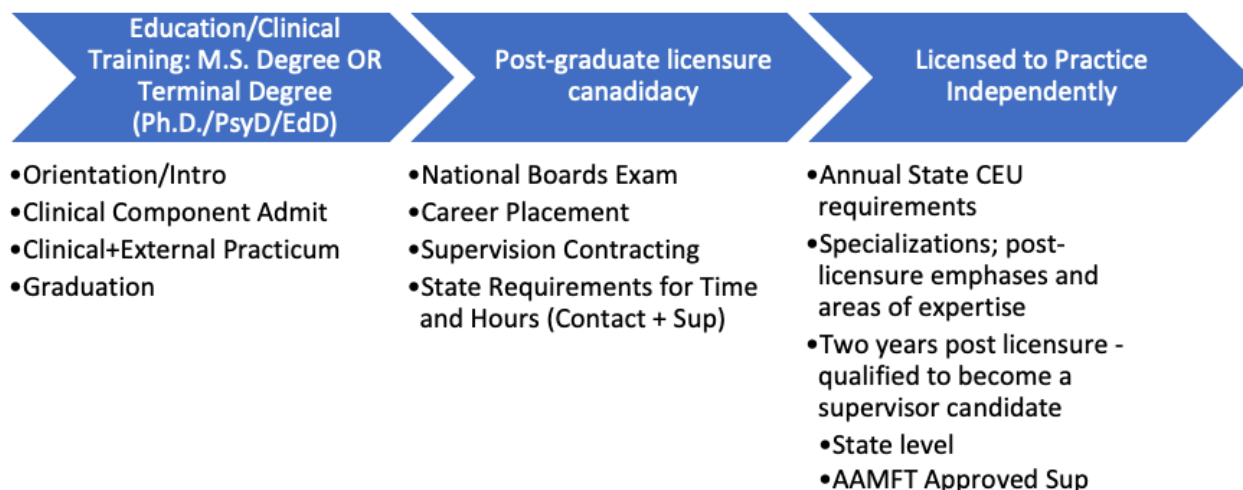 Education/Clinical
Training: M.S. Degree OR
Terminal Degree
(Ph.D./PsyD/EdD)
•Orientation/Intro
•Clinical Component Admit
•Clinical+External Practicum
•Graduation
Post-graduate licensure
canadidacy
•National Boards Exam
•Career Placement
•Supervision Contracting
•State Requirements for Time
and Hours (Contact + Sup)
Licensed to Practice
Independently
•Annual State CEU
requirements
•Specializations; post-
licensure emphases and
areas of expertise
•Two years post licensure -
qualified to become a
supervisor candidate
•State level
•AAMFT Approved Sup